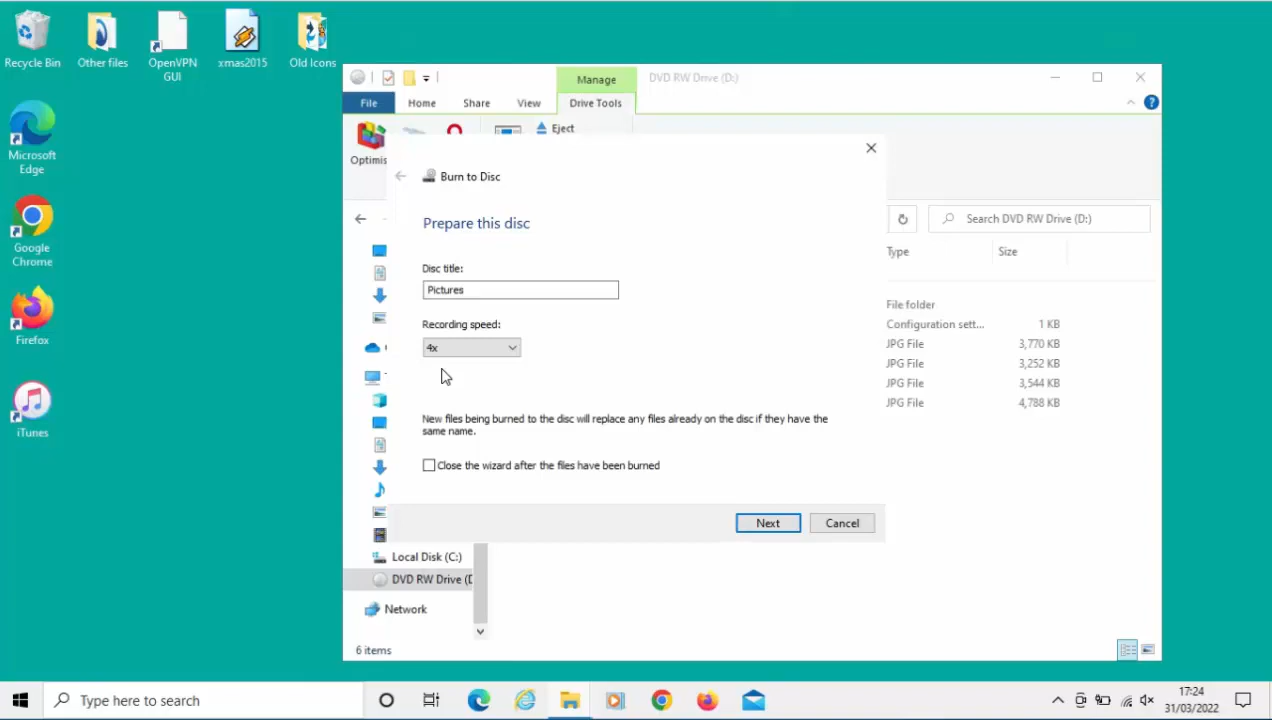 Recycle Bin
Other files
OpenVPN
GUI
xmas2015
Old Icons
Microsoft
Edge
Google
Chrome
Firefox
iTunes
Manage
DVD RW Drive (D:)
File
Home
Share
View
Drive Tools
Optimis
Eject
Burn to Disc
Prepare this disc
Disc title:
Pictures
Recording speed:
4x
New files being burned to the disc will replace any files already on the disc if they have the
same name.
Close the wizard after the files have been burned
Next
Cancel
Search DVD RW Drive (D:)
Type
Size
File folder
Configuration sett...
1 KB
JPG File
3,770 KB
JPG File
3,252 KB
JPG File
3,544 KB
JPG File
4,788 KB
Local Disk (C:)
DVD RW Drive (D
Network
6 items
Type here to search
17:24
31/03/2022